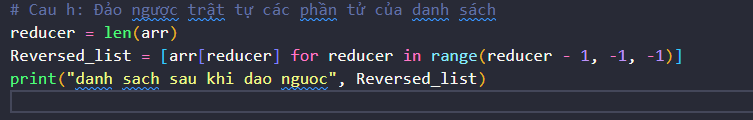 # Cau h: Đảo ngược trật tự các phần tử của danh sách
reducer = len(arr)
Reversed_list = [arr[reducer] for reducer in range(reducer - 1, -1, -1)]
print("danh sach sau khi dao nguoc", Reversed_list)